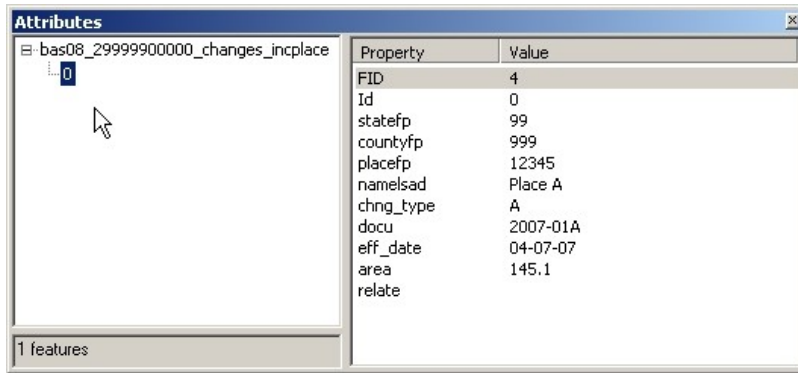 Attributes
bas08_29999900000_changes_incplace
0
1 features
Property Value
FID 4
Id 0
statefp 99
countyfp 999
placefp 12345
namelsad Place A
chng_type A
docu 2007-01A
eff_date 04-07-07
area 145.1
relate